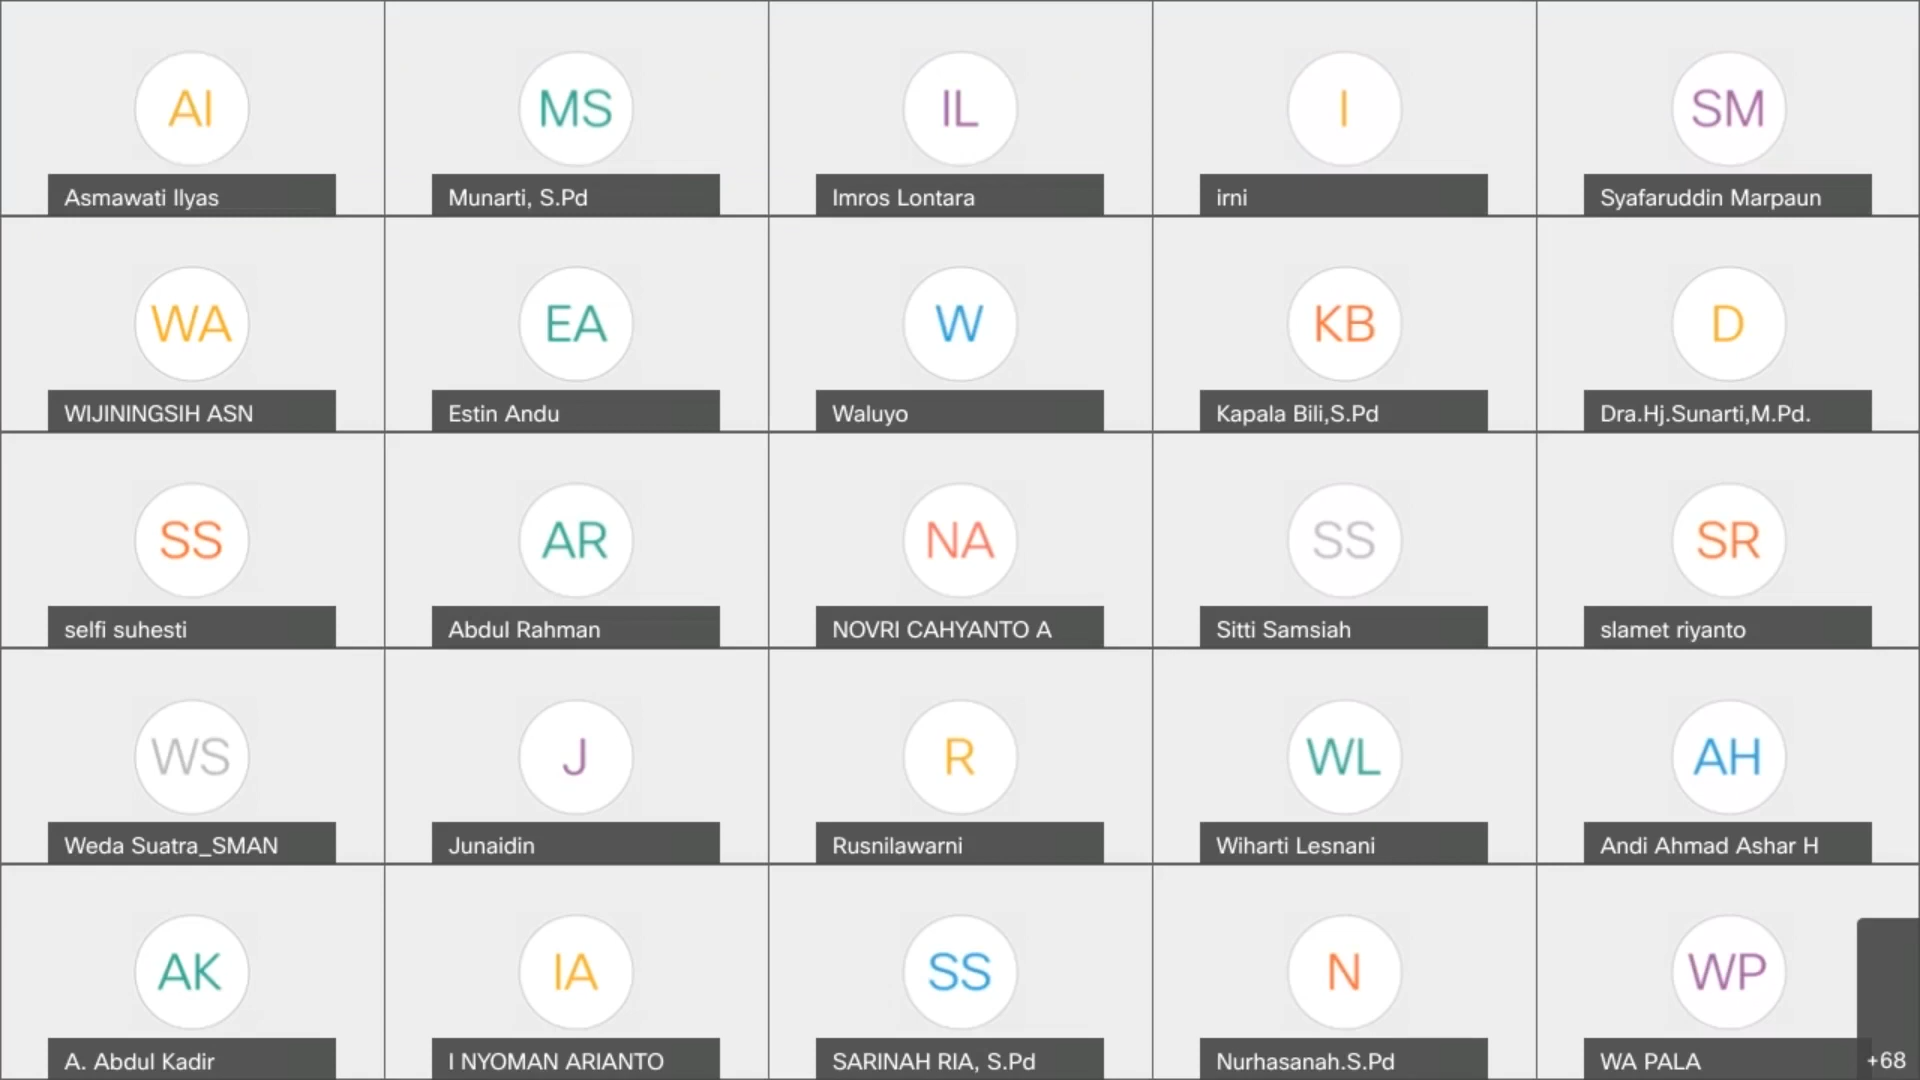 AI
MS
IL
I
SM
Asmawati Ilyas
Munarti, S.Pd
Imros Lontara
irni
Syafaruddin Marpaun
WA
EA
W
KB
D
WIJININGSIH ASN
Estin Andu
Waluyo
Kapala Bili,S.Pd
Dra.Hj.Sunarti,M.Pd.
SS
AR
NA
SS
SR
selfi suhesti
Abdul Rahman
NOVRI CAHYANTO A
Sitti Samsiah
slamet riyanto
WS
J
R
WL
AH
Weda Suatra_SMAN
Junaidin
Rusnilawarni
Wiharti Lesnani
Andi Ahmad Ashar H
AK
IA
SS
N
WP
A. Abdul Kadir
I NYOMAN ARIANTO
SARINAH RIA, S.Pd
Nurhasanah.S.Pd
WA PALA
+68